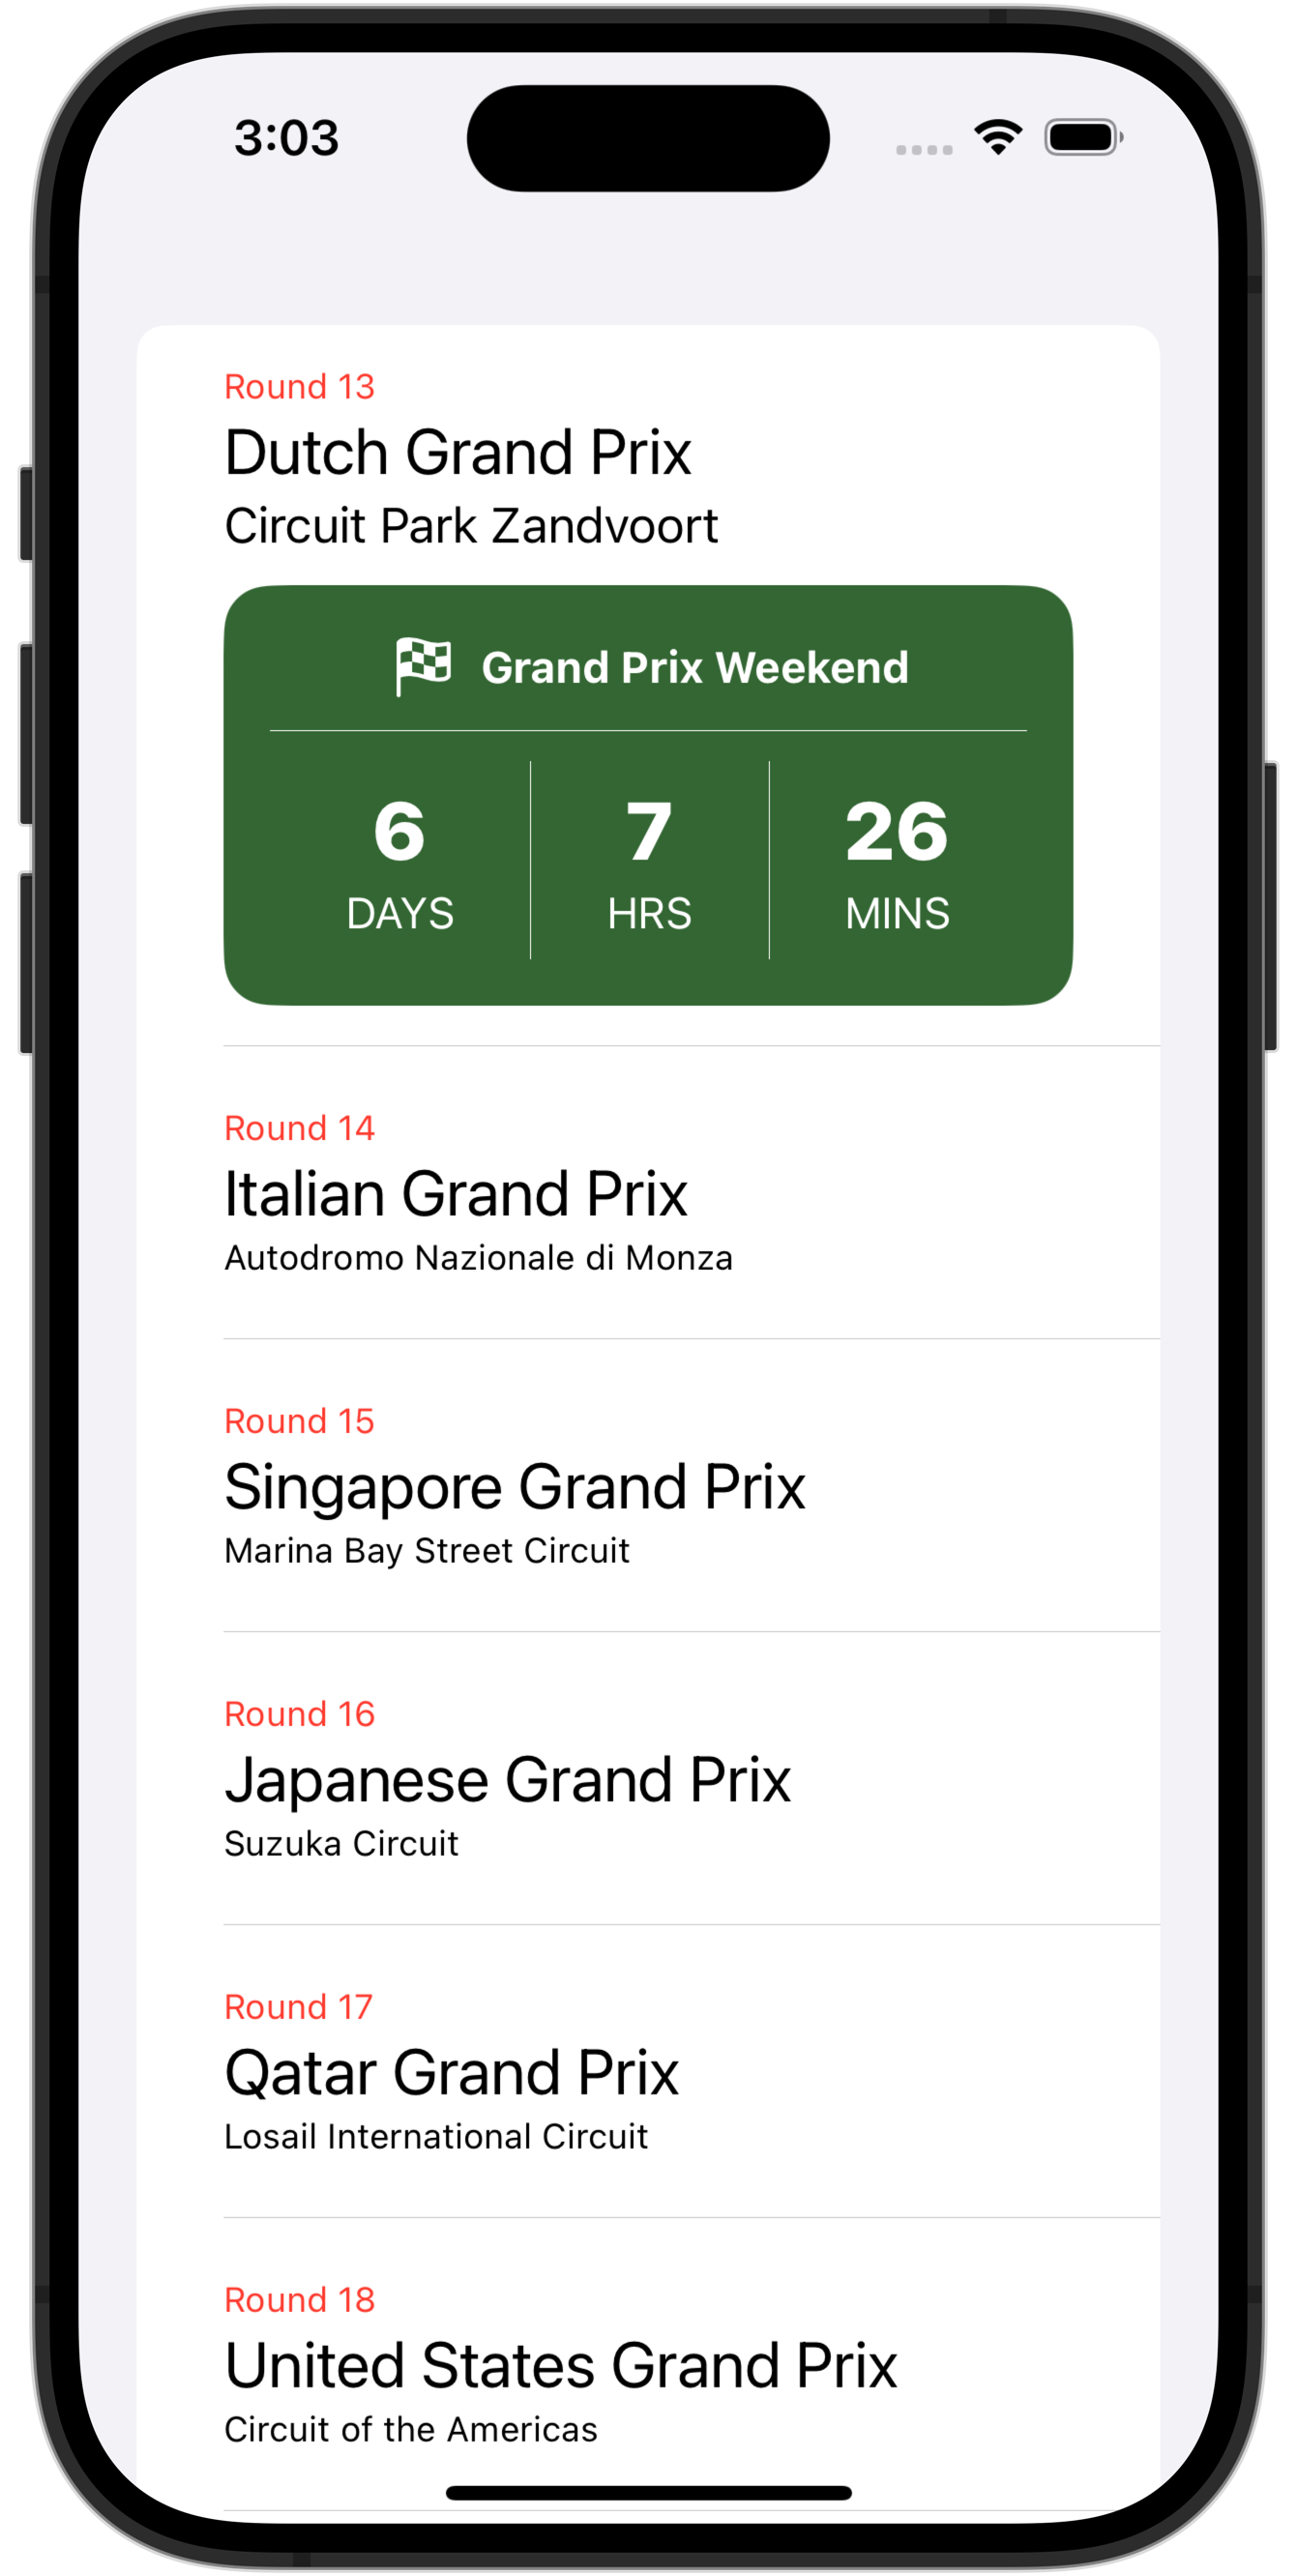 3:03
Round 13
Dutch Grand Prix
Circuit Park Zandvoort
Grand Prix Weekend
6 7 26
DAYS HRS MINS
Round 14
Italian Grand Prix
Autodromo Nazionale di Monza
Round 15
Singapore Grand Prix
Marina Bay Street Circuit
Round 16
Japanese Grand Prix
Suzuka Circuit
Round 17
Qatar Grand Prix
Losail International Circuit
Round 18
United States Grand Prix
Circuit of the Americas